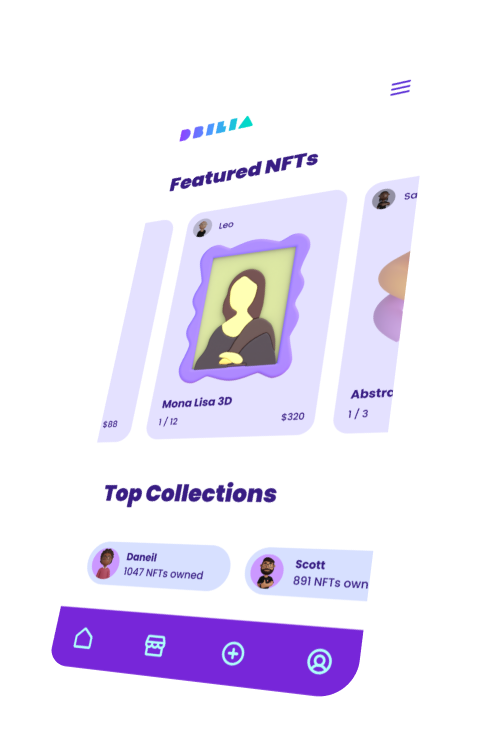 DBILIA
Featured NFTs
Leo
Sa
Mona Lisa 3D
1 / 12
$320
$88
Abstra
1 / 3
Top Collections
Daneil
1047 NFTs owned
Scott
891 NFTs own